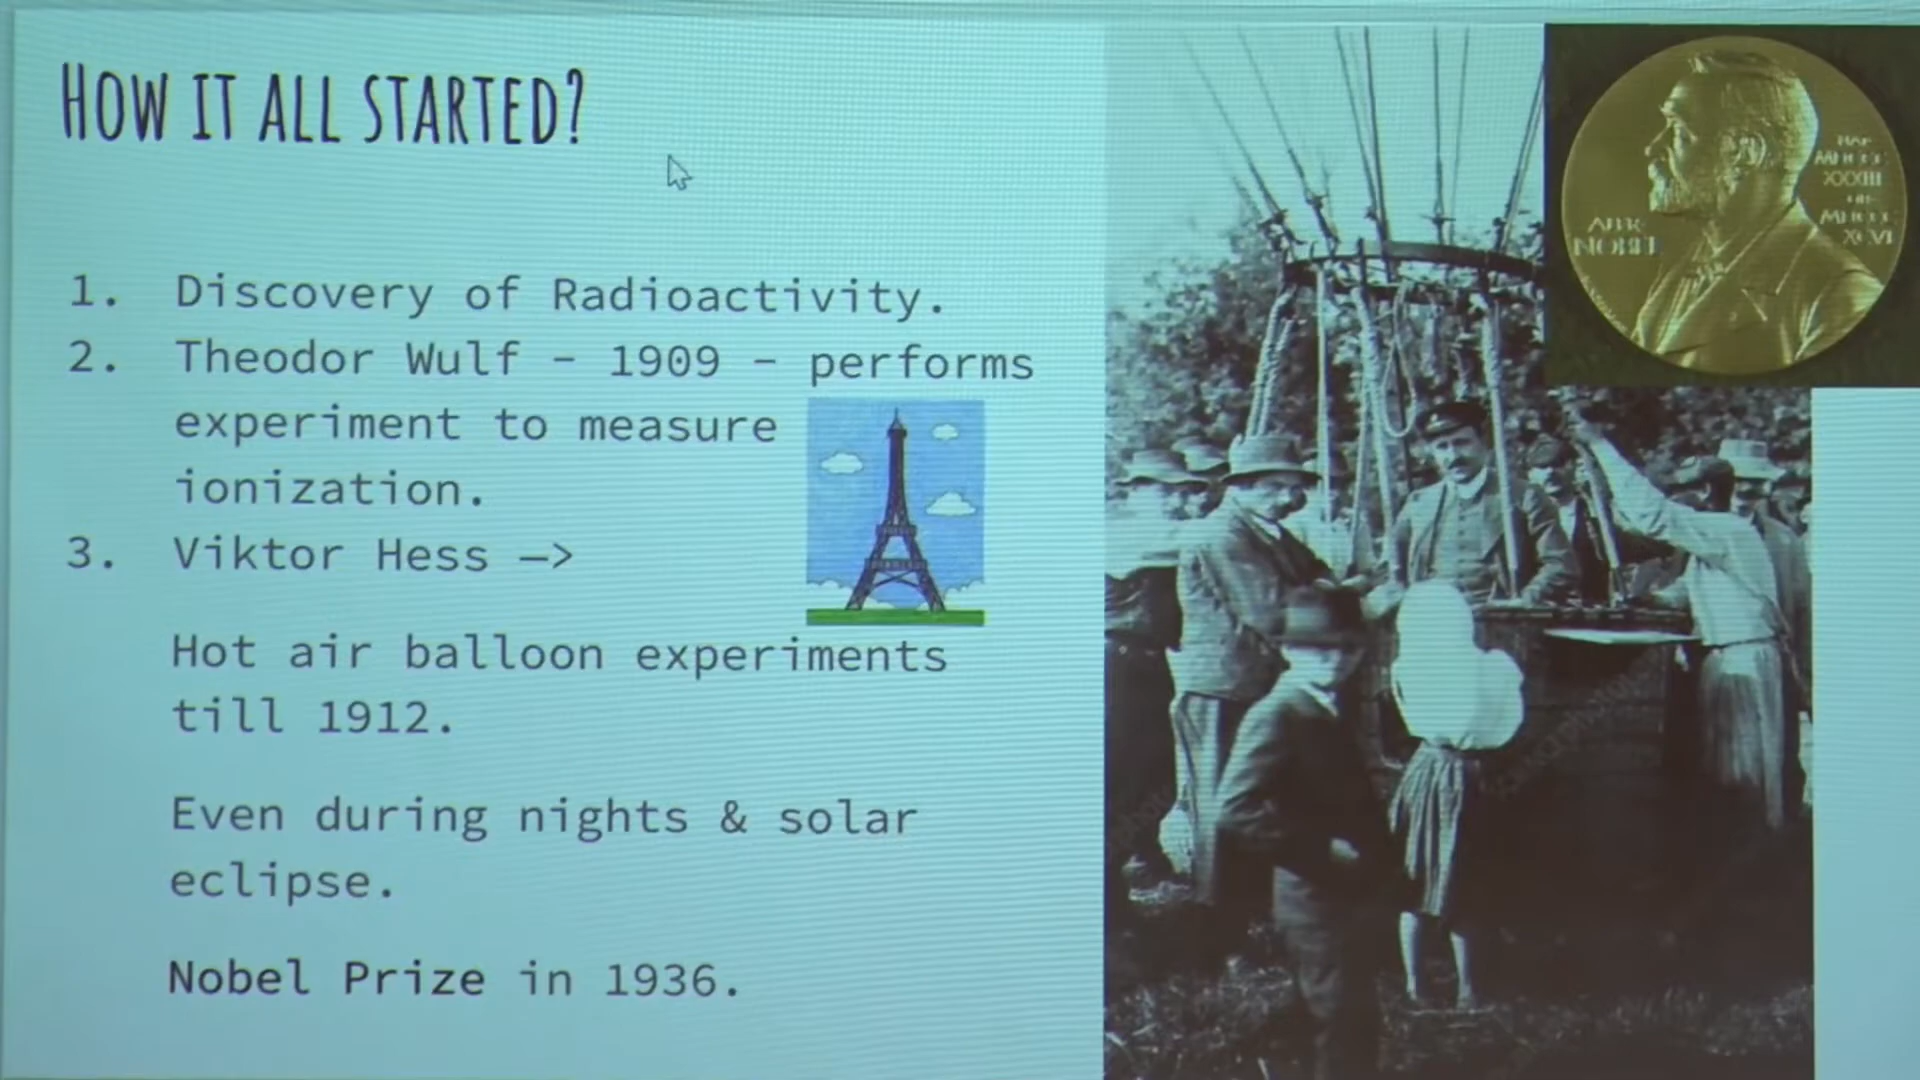 HOW IT ALL STARTED?
1. Discovery of Radioactivity.
2. Theodor Wulf - 1909 - performs
experiment to measure
ionization.
3. Viktor Hess —>
Hot air balloon experiments
till 1912.
Even during nights & solar
eclipse.
Nobel Prize in 1936.